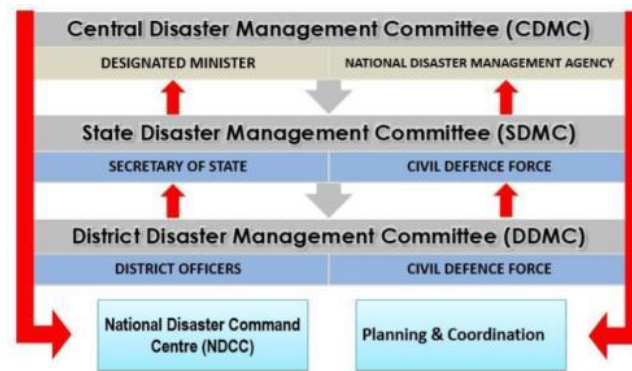 Central Disaster Management Committee (CDMC)
DESIGNATED MINISTER
NATIONAL DISASTER MANAGEMENT AGENCY
State Disaster Management Committee (SDMC)
SECRETARY OF STATE
CIVIL DEFENCE FORCE
District Disaster Management Committee (DDMC)
DISTRICT OFFICERS
CIVIL DEFENCE FORCE
National Disaster Command
Centre (NDCC)
Planning & Coordination